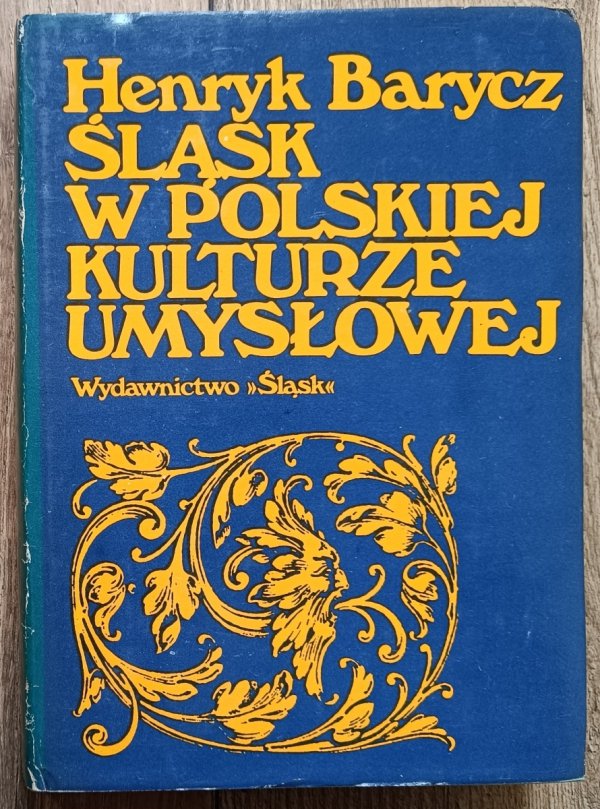 Henryk Barycz
ŚLĄSK
W POLSKIEJ
KULTURZE
UMYSŁOWEJ
Wydawnictwo »Śląsk«